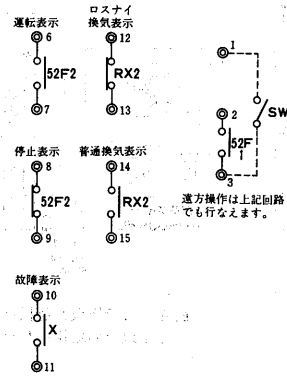 運転表示
6
52F2
7
ロスナイ
換気表示
12
RX2
13
1
SW
2
52F
3
遠方操作は上記回路
でも行なえます。
停止表示
8
52F2
9
普通換気表示
14
RX2
15
故障表示
10
X
11